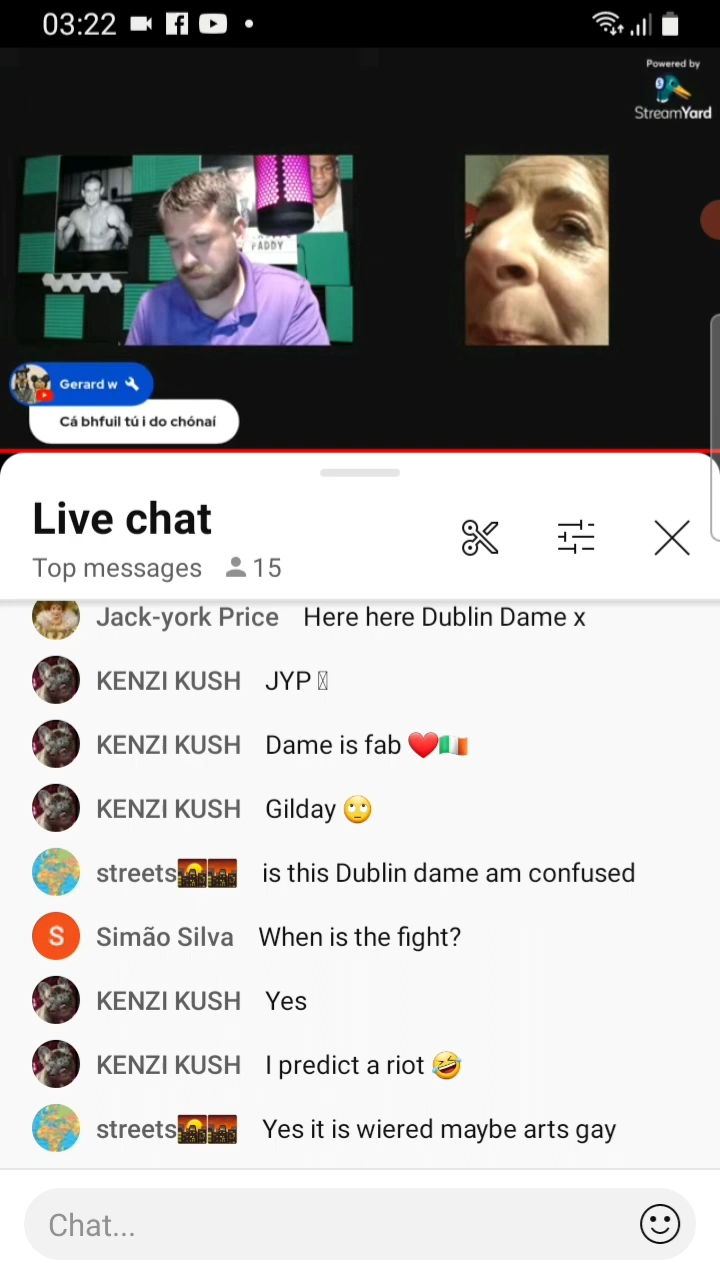 03:22
Powered by
StreamYard
PADDY
Gerard w
Cá bhfuil tú i do chónaí
Live chat
Top messages 15
Jack-york Price Here here Dublin Dame x
KENZI KUSH JYP
KENZI KUSH Dame is fab ❤️🇮🇪
KENZI KUSH Gilday 🙄
streets🌇🌆 is this Dublin dame am confused
S Simão Silva When is the fight?
KENZI KUSH Yes
KENZI KUSH I predict a riot 🤣
streets🌇🌆 Yes it is wiered maybe arts gay
Chat...